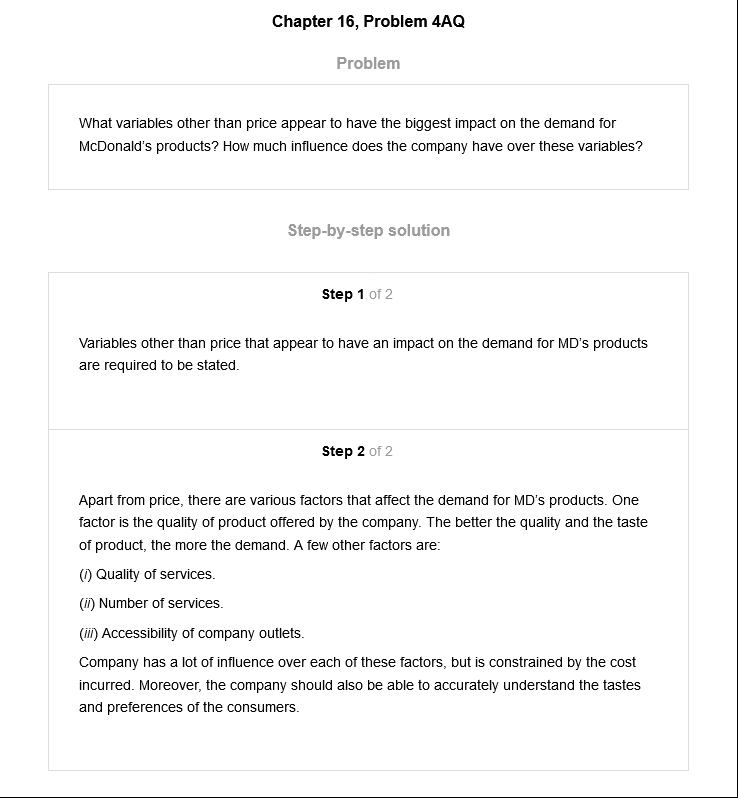 Chapter 16, Problem 4AQ
Problem
What variables other than price appear to have the biggest impact on the demand for
McDonald's products? How much influence does the company have over these variables?
Step-by-step solution
Step 1 of 2
Variables other than price that appear to have an impact on the demand for MD's products
are required to be stated.
Step 2 of 2
Apart from price, there are various factors that affect the demand for MD's products. One
factor is the quality of product offered by the company. The better the quality and the taste
of product, the more the demand. A few other factors are:
(i) Quality of services.
(ii) Number of services.
(iii) Accessibility of company outlets.
Company has a lot of influence over each of these factors, but is constrained by the cost
incurred. Moreover, the company should also be able to accurately understand the tastes
and preferences of the consumers.